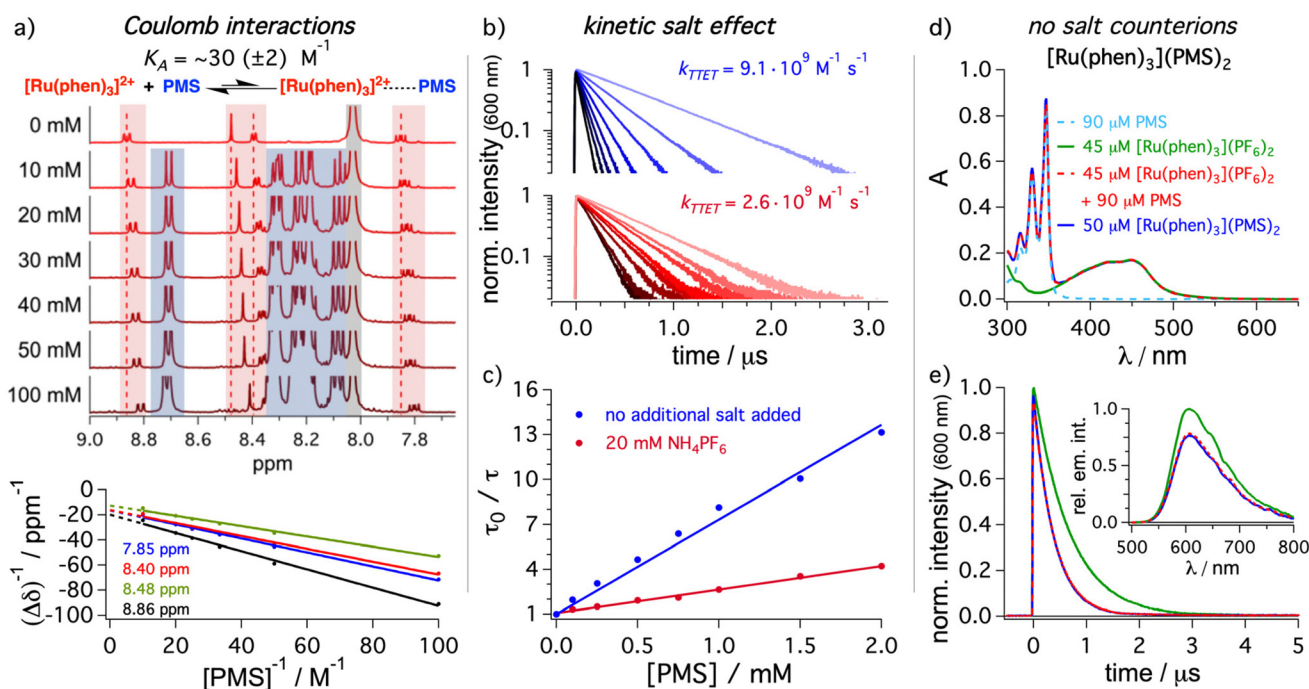 a)
Coulomb interactions
K_A = ~30 (±2) M⁻¹
[Ru(phen)₃]²⁺ + PMS ⇌ [Ru(phen)₃]²⁺ ------ PMS
0 mM
10 mM
20 mM
30 mM
40 mM
50 mM
100 mM
9.0 8.8 8.6 8.4 8.2 8.0 7.8
ppm
(Δδ)⁻¹ / ppm⁻¹
0
-20
-40
-60
-80
-100
7.85 ppm
8.40 ppm
8.48 ppm
8.86 ppm
0 20 40 60 80 100
[PMS]⁻¹ / M⁻¹
b)
kinetic salt effect
norm. intensity (600 nm)
1
0.1
k_TTET = 9.1 · 10⁹ M⁻¹ s⁻¹
1
0.1
k_TTET = 2.6 · 10⁹ M⁻¹ s⁻¹
0.0 0.5 1.0 1.5 2.0 2.5 3.0
time / μs
c)
τ₀ / τ
16
13
10
7
4
1
no additional salt added
20 mM NH₄PF₆
0.0 0.5 1.0 1.5 2.0
[PMS] / mM
d)
no salt counterions
[Ru(phen)₃](PMS)₂
A
1.0
0.8
0.6
0.4
0.2
0.0
90 μM PMS
45 μM [Ru(phen)₃](PF₆)₂
45 μM [Ru(phen)₃](PF₆)₂
+ 90 μM PMS
50 μM [Ru(phen)₃](PMS)₂
300 400 500 600
λ / nm
e)
norm. intensity (600 nm)
1.0
0.8
0.6
0.4
0.2
0.0
rel. em. int.
1.0
0.5
0.0
500 600 700 800
λ / nm
0 1 2 3 4 5
time / μs